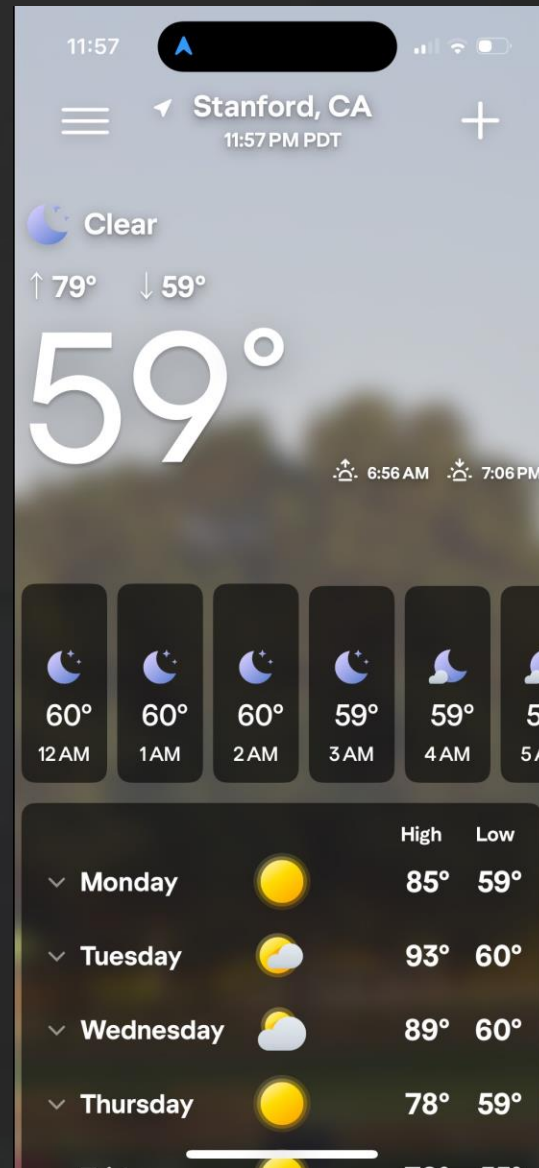 11:57
Stanford, CA
11:57 PM PDT
Clear
↑ 79° ↓ 59°
59°
6:56 AM 7:06 PM
60° 60° 60° 59° 59°
12 AM 1 AM 2 AM 3 AM 4 AM
High Low
Monday 85° 59°
Tuesday 93° 60°
Wednesday 89° 60°
Thursday 78° 59°